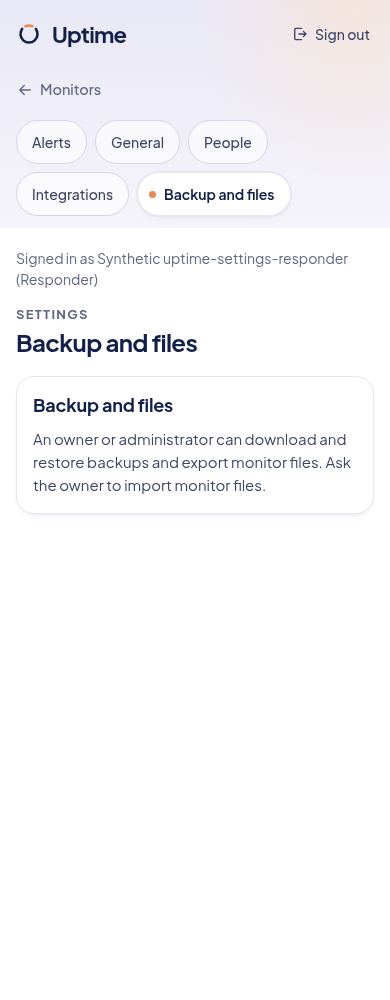 Uptime
Sign out
Monitors
Alerts
General
People
Integrations
Backup and files
Signed in as Synthetic uptime-settings-responder
(Responder)
SETTINGS
Backup and files
Backup and files
An owner or administrator can download and
restore backups and export monitor files. Ask
the owner to import monitor files.